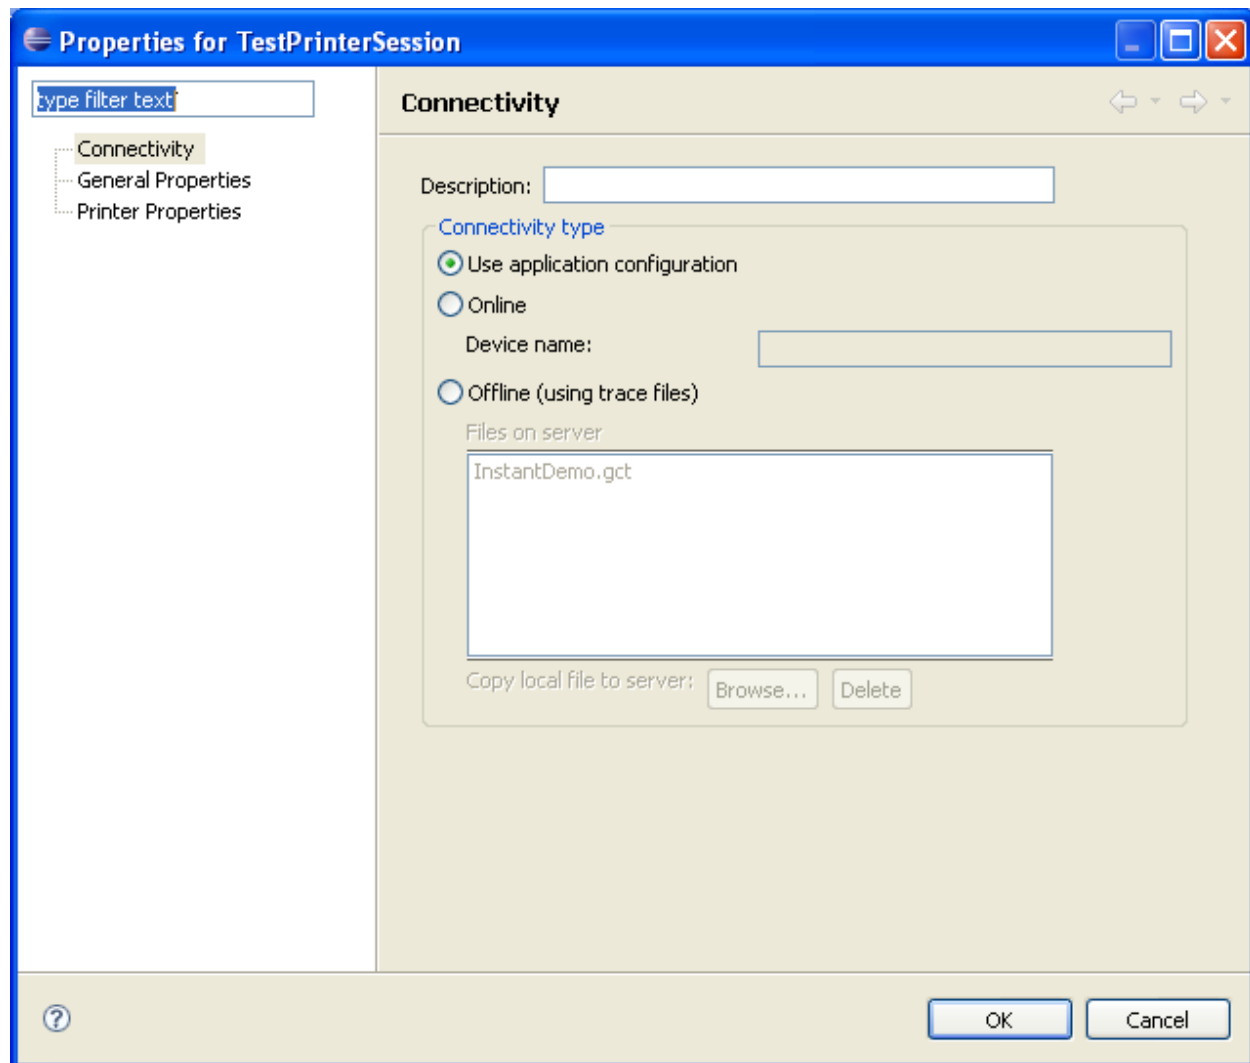 Properties for TestPrinterSession
type filter text
Connectivity
General Properties
Printer Properties
Connectivity
Description:
Connectivity type
Use application configuration
Online
Device name:
Offline (using trace files)
Files on server
InstantDemo.gct
Copy local file to server: Browse... Delete
? OK Cancel